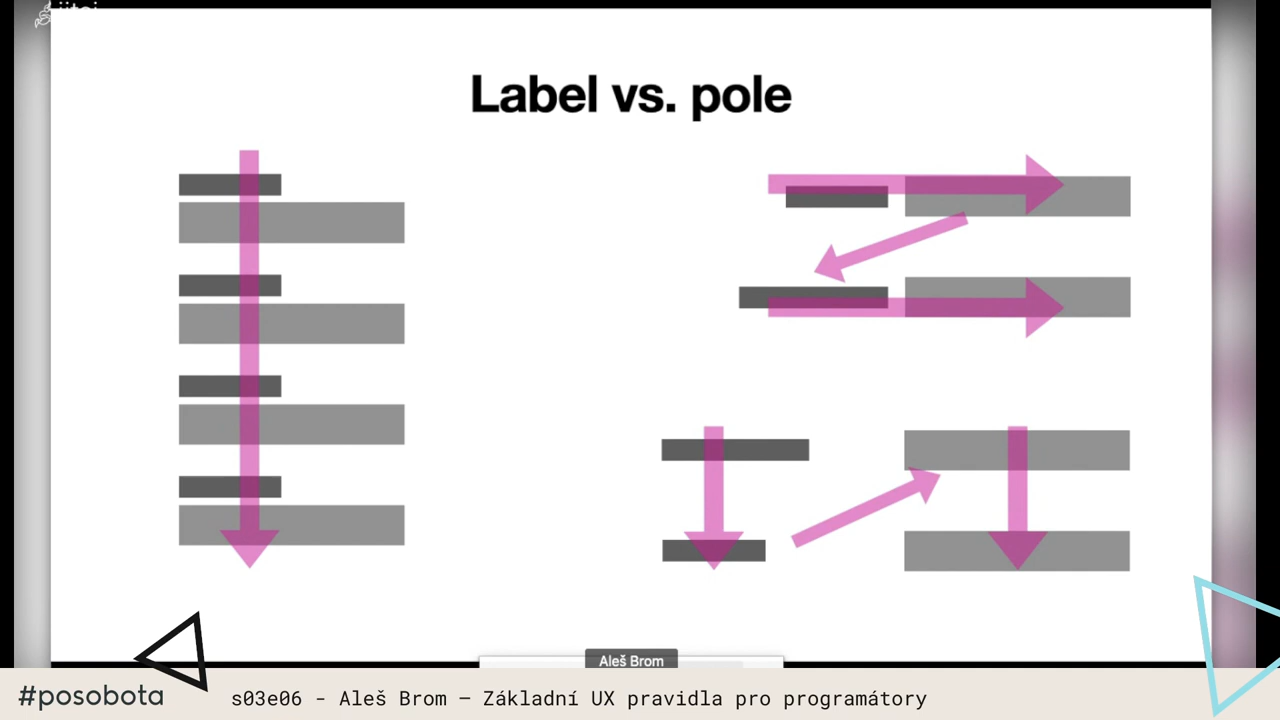 Label vs. pole
Aleš Brom
#posobota
s03e06 - Aleš Brom – Základní UX pravidla pro programátory